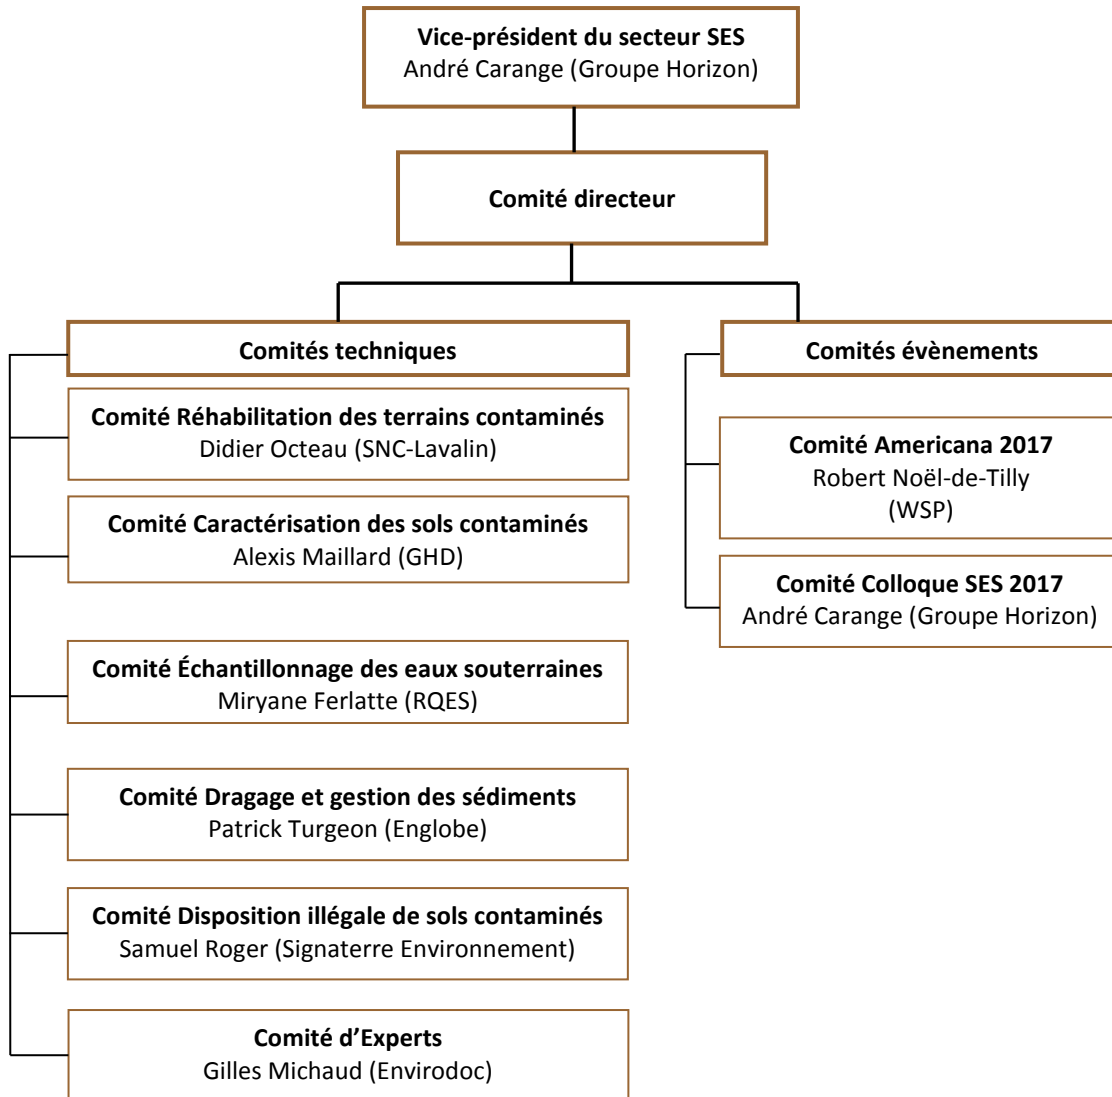 Vice-président du secteur SES
André Carange (Groupe Horizon)
Comité directeur
Comités techniques
Comité Réhabilitation des terrains contaminés
Didier Octeau (SNC-Lavalin)
Comité Caractérisation des sols contaminés
Alexis Maillard (GHD)
Comité Échantillonnage des eaux souterraines
Miryane Ferlatte (RQES)
Comité Dragage et gestion des sédiments
Patrick Turgeon (Englobe)
Comité Disposition illégale de sols contaminés
Samuel Roger (Signaterre Environnement)
Comité d’Experts
Gilles Michaud (Envirodoc)
Comités évènements
Comité Americana 2017
Robert Noël-de-Tilly
(WSP)
Comité Colloque SES 2017
André Carange (Groupe Horizon)